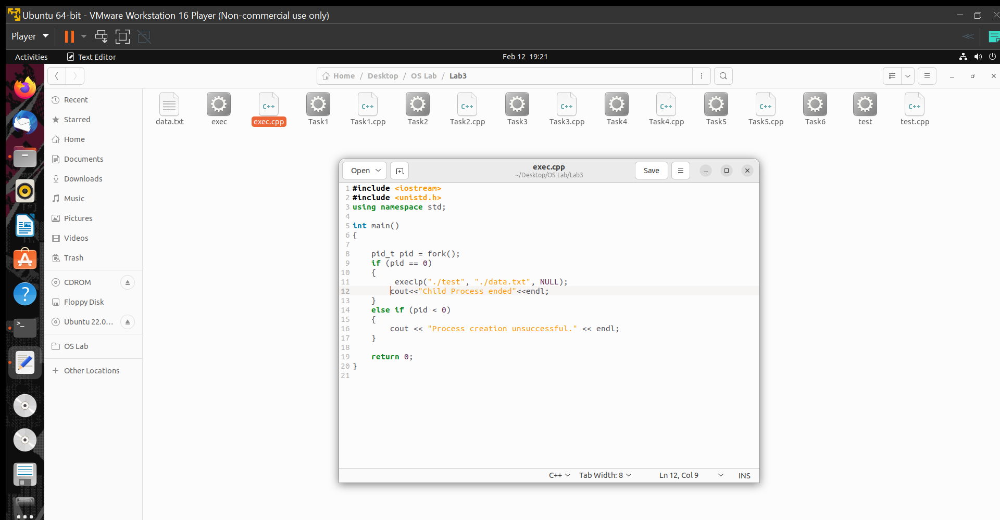 Ubuntu 64-bit - VMware Workstation 16 Player (Non-commercial use only)
Player
Activities
Text Editor
Feb 12 19:21
Home / Desktop / OS Lab / Lab3
Recent
Starred
Home
Documents
Downloads
Music
Pictures
Videos
Trash
CDROM
Floppy Disk
Ubuntu 22.0...
OS Lab
+ Other Locations
data.txt
exec
C++
exec.cpp
Task1
C++
Task1.cpp
Task2
C++
Task2.cpp
Task3
C++
Task3.cpp
Task4
C++
Task4.cpp
Task5
C++
Task5.cpp
Task6
test
C++
test.cpp
Open
exec.cpp
~/Desktop/OS Lab/Lab3
Save
1 #include <iostream>
2 #include <unistd.h>
3 using namespace std;
4
5 int main()
6 {
7
8     pid_t pid = fork();
9     if (pid == 0)
10     {
11          execlp("./test", "./data.txt", NULL);
12         cout<<"Child Process ended"<<endl;
13     }
14     else if (pid < 0)
15     {
16         cout << "Process creation unsuccessful." << endl;
17     }
18
19     return 0;
20 }
21
C++
Tab Width: 8
Ln 12, Col 9
INS